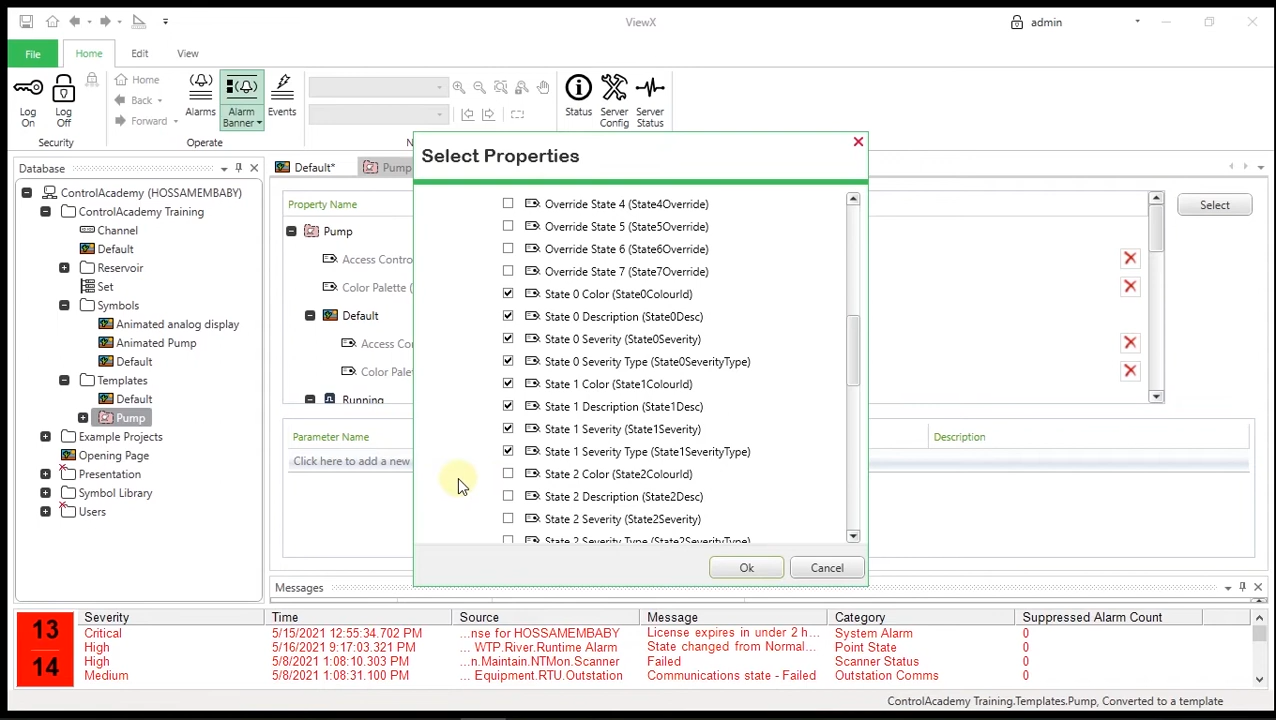 ViewX
admin
File
Home
Edit
View
Log
On
Log
Off
Home
Back
Forward
Alarms
Alarm
Banner
Events
Status
Server
Config
Server
Status
Security
Operate
N
Database
Default*
Pump
ControlAcademy (HOSSAMEMBABY)
ControlAcademy Training
Channel
Default
Reservoir
Set
Symbols
Animated analog display
Animated Pump
Default
Templates
Default
Pump
Example Projects
Opening Page
Presentation
Symbol Library
Users
Property Name
Pump
Access Contro
Color Palette (
Default
Access Co
Color Pale
Running
Select
Parameter Name
Description
Click here to add a new
Select Properties
Override State 4 (State4Override)
Override State 5 (State5Override)
Override State 6 (State6Override)
Override State 7 (State7Override)
State 0 Color (State0ColourId)
State 0 Description (State0Desc)
State 0 Severity (State0Severity)
State 0 Severity Type (State0SeverityType)
State 1 Color (State1ColourId)
State 1 Description (State1Desc)
State 1 Severity (State1Severity)
State 1 Severity Type (State1SeverityType)
State 2 Color (State2ColourId)
State 2 Description (State2Desc)
State 2 Severity (State2Severity)
State 2 Severity Type (State2SeverityType)
Ok
Cancel
Messages
Severity Time Source Message Category Suppressed Alarm Count
13
14
Critical 5/15/2021 12:55:34.702 PM ...nse for HOSSAMEMBABY License expires in under 2 h... System Alarm 0
High 5/16/2021 9:17:03.321 PM ... WTP.River.Runtime Alarm State changed from Normal... Point State 0
High 5/8/2021 1:08:10.303 PM ...n.Maintain.NTMon.Scanner Failed Scanner Status 0
Medium 5/8/2021 1:08:31.100 PM ... Equipment.RTU.Outstation Communications state - Failed Outstation Comms 0
ControlAcademy Training.Templates.Pump, Converted to a template